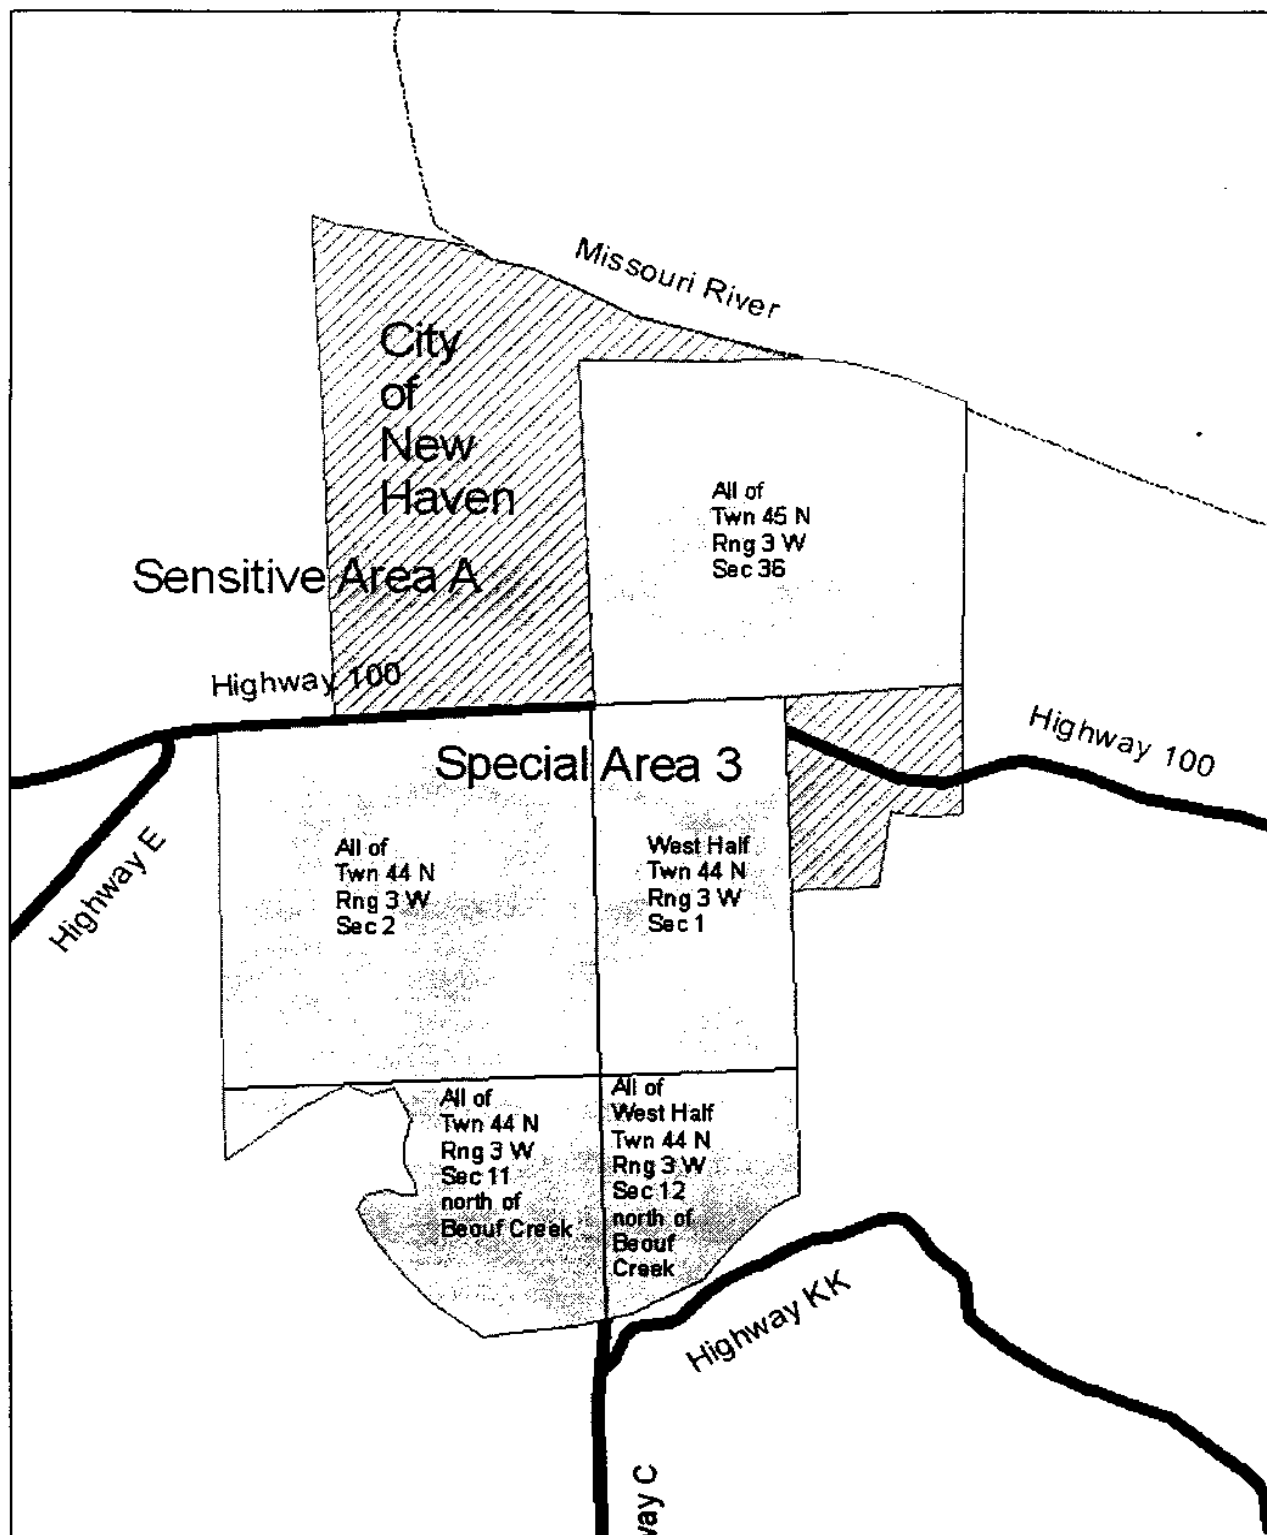 Missouri River
City
of
New
Haven
All of
Twn 45 N
Rng 3 W
Sec 36
Sensitive Area A
Highway 100
Highway 100
Special Area 3
Highway E
All of
Twn 44 N
Rng 3 W
Sec 2
West Half
Twn 44 N
Rng 3 W
Sec 1
All of
Twn 44 N
Rng 3 W
Sec 11
north of
Beouf Creek
All of
West Half
Twn 44 N
Rng 3 W
Sec 12
north of
Beouf
Creek
Highway KK
way C